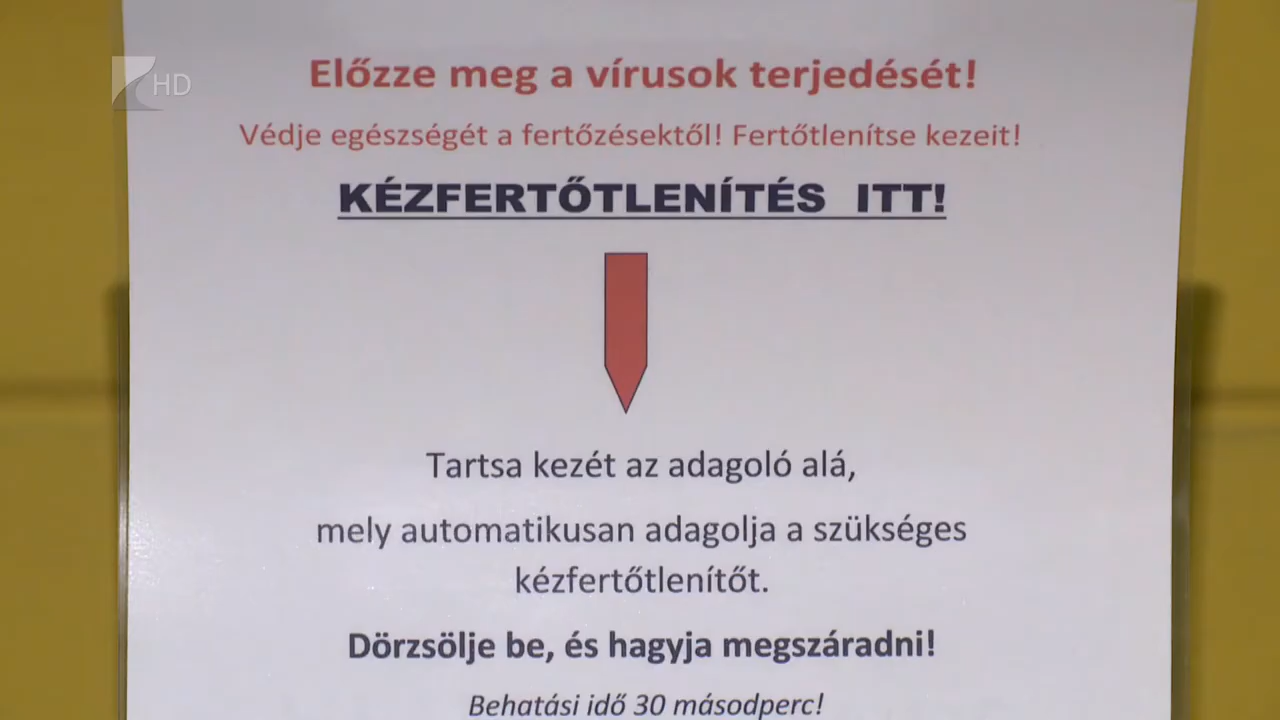 HD
Előzze meg a vírusok terjedését!
Védje egészségét a fertőzésektől! Fertőtlenítse kezeit!
KÉZFERTŐTLENÍTÉS ITT!
Tartsa kezét az adagoló alá,
mely automatikusan adagolja a szükséges
kézfertőtlenítőt.
Dörzsölje be, és hagyja megszáradni!
Behatási idő 30 másodperc!